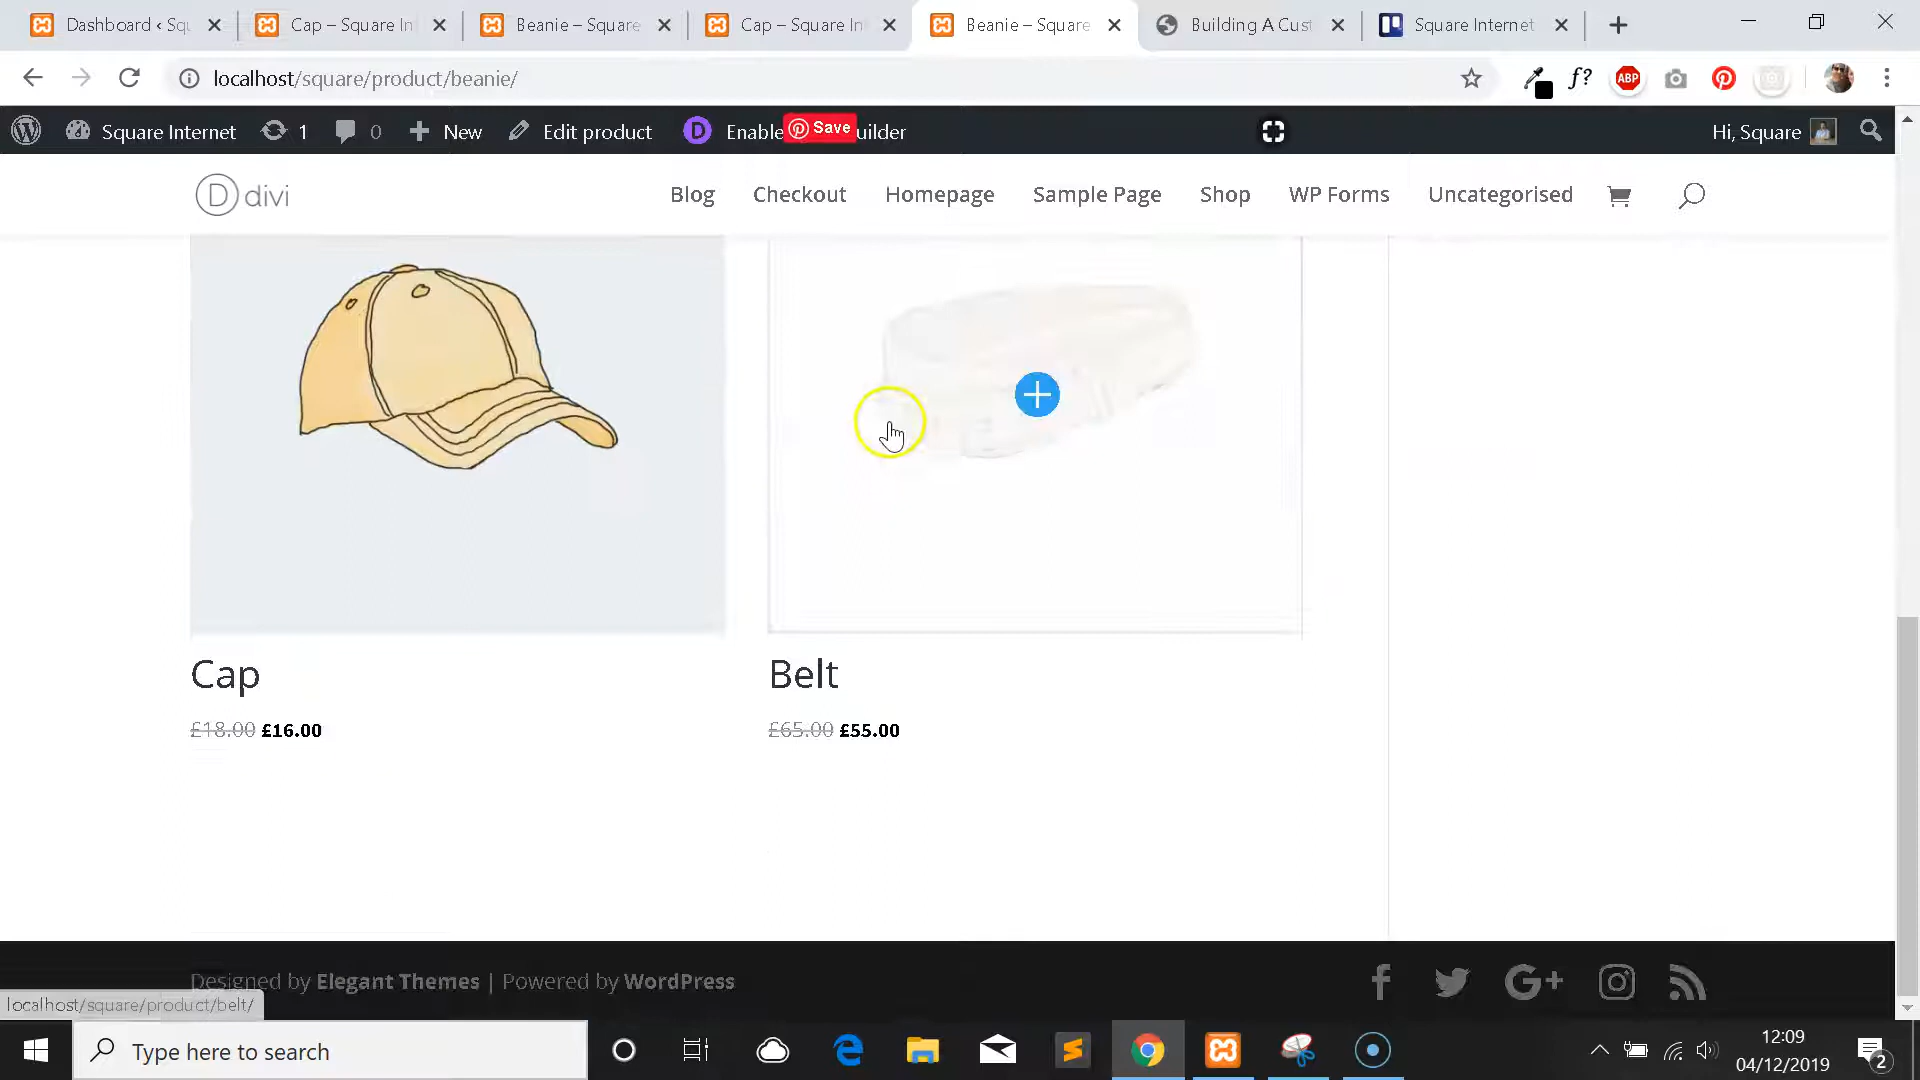 Dashboard ‹ Squ
Cap – Square In
Beanie – Square
Cap – Square In
Beanie – Square
Building A Cust
Square Internet
localhost/square/product/beanie/
f?
ABP
Square Internet
1
0
New
Edit product
D
Enable
Save
uilder
Hi, Square
D divi
Blog
Checkout
Homepage
Sample Page
Shop
WP Forms
Uncategorised
Cap
Belt
£18.00 £16.00
£65.00 £55.00
Designed by Elegant Themes | Powered by WordPress
G+
localhost/square/product/belt/
Type here to search
12:09
04/12/2019
2